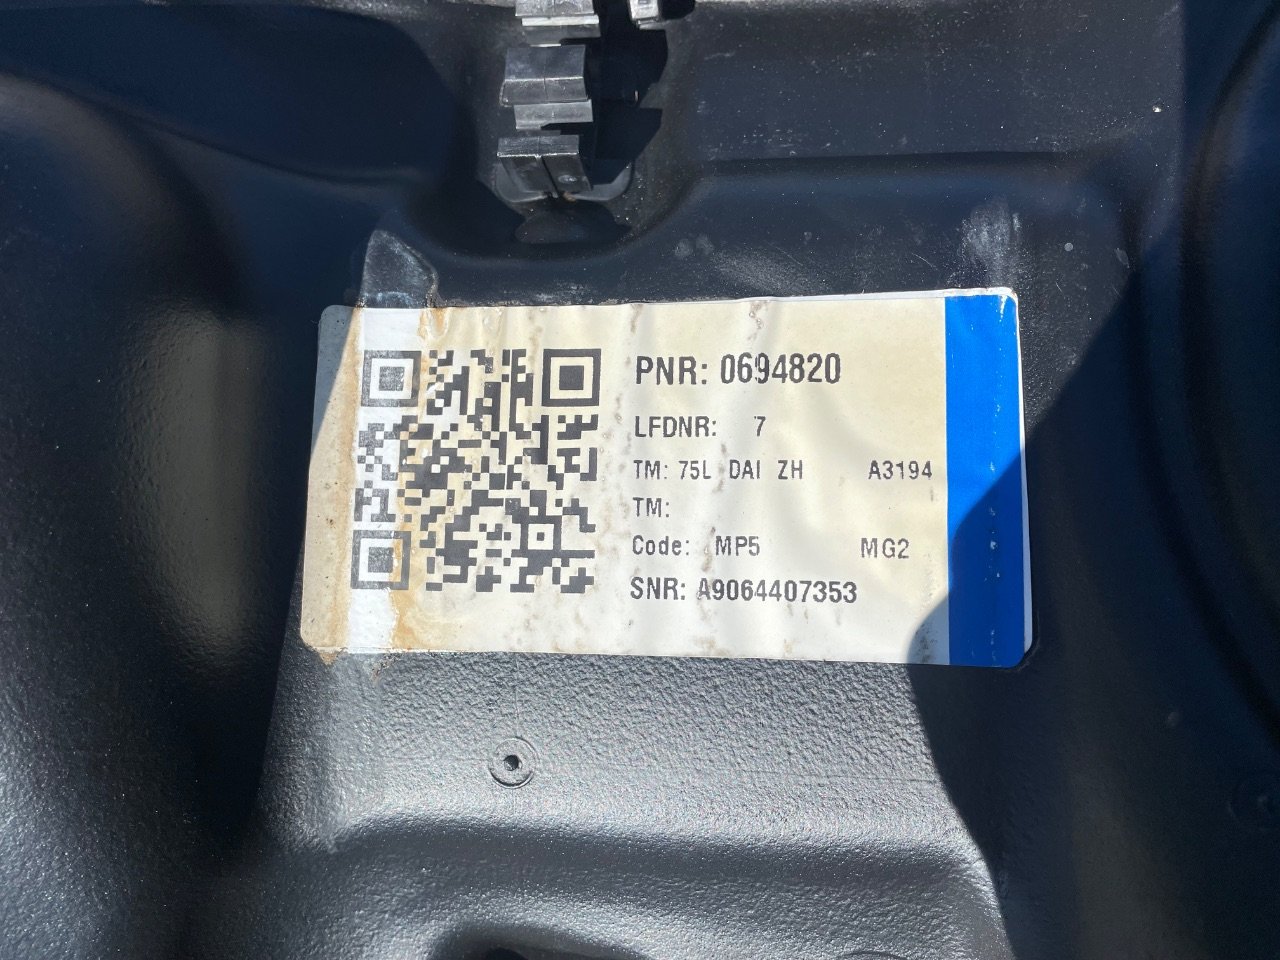 PNR: 0694820
LFDNR: 7
TM: 75L DAI ZH A3194
TM:
Code: MP5 MG2
SNR: A9064407353